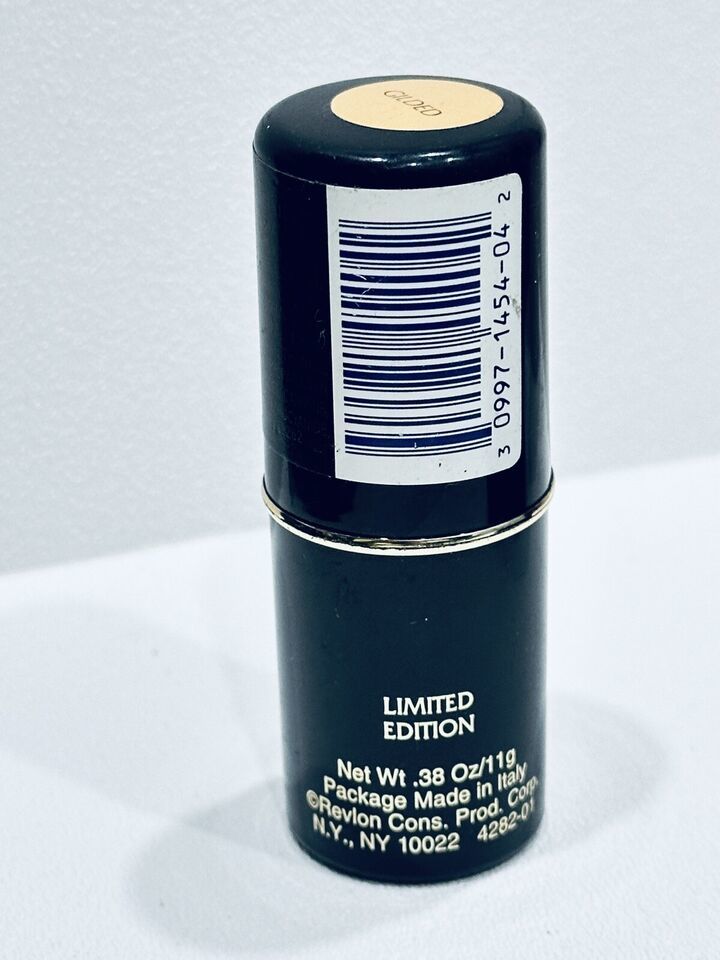 GILDED
3 0997-1454-04 2
LIMITED
EDITION
Net Wt .38 Oz/11g
Package Made in Italy
©Revlon Cons. Prod. Corp.
N.Y., NY 10022 4282-01